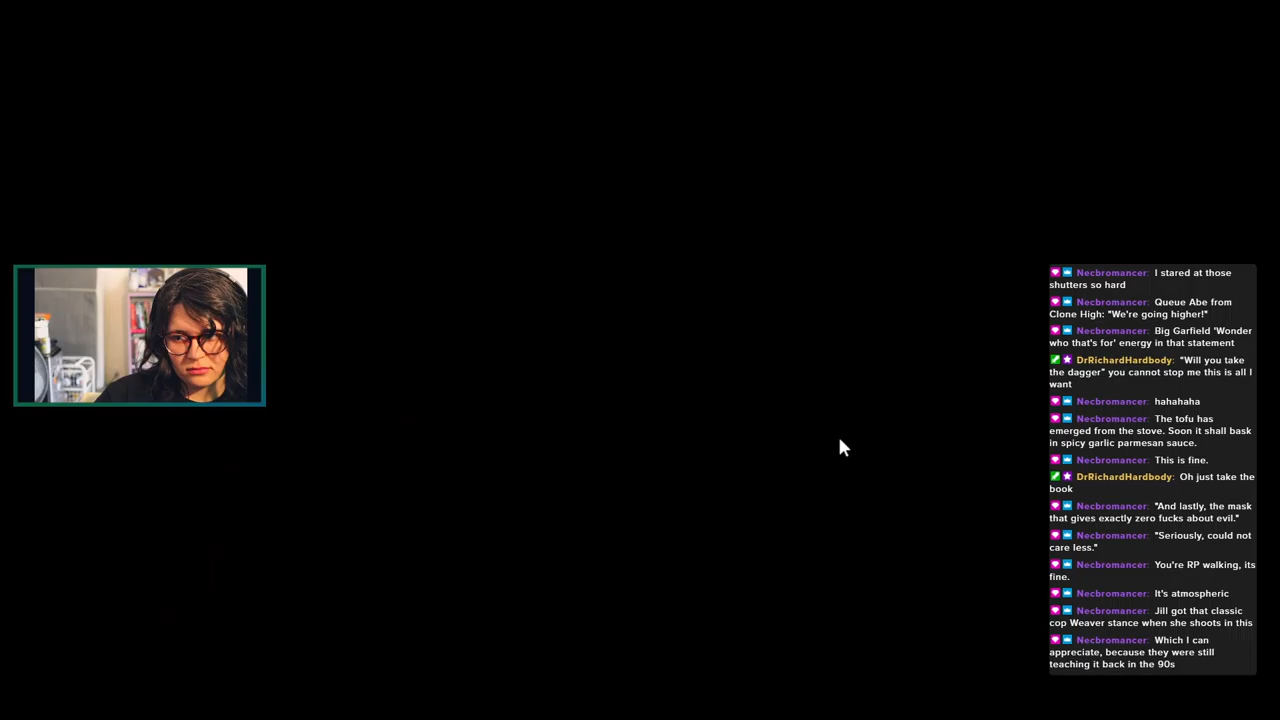 Necbromancer: I stared at those
shutters so hard
Necbromancer: Queue Abe from
Clone High: "We're going higher!"
Necbromancer: Big Garfield 'Wonder
who that's for' energy in that statement
DrRichardHardbody: "Will you take
the dagger" you cannot stop me this is all I
want
Necbromancer: hahahaha
Necbromancer: The tofu has
emerged from the stove. Soon it shall bask
in spicy garlic parmesan sauce.
Necbromancer: This is fine.
DrRichardHardbody: Oh just take the
book
Necbromancer: "And lastly, the mask
that gives exactly zero fucks about evil."
Necbromancer: "Seriously, could not
care less."
Necbromancer: You're RP walking, its
fine.
Necbromancer: It's atmospheric
Necbromancer: Jill got that classic
cop Weaver stance when she shoots in this
Necbromancer: Which I can
appreciate, because they were still
teaching it back in the 90s